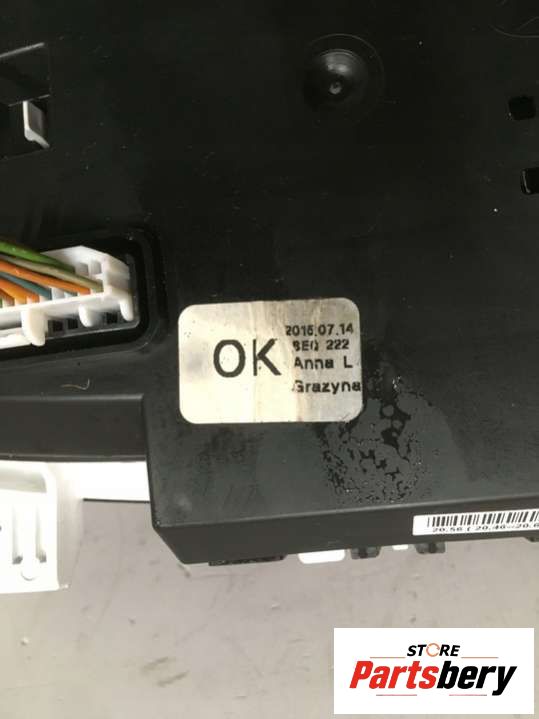 OK
2016.07.14
SEQ 222
Anna L
Grazyna
STORE
Partsbery